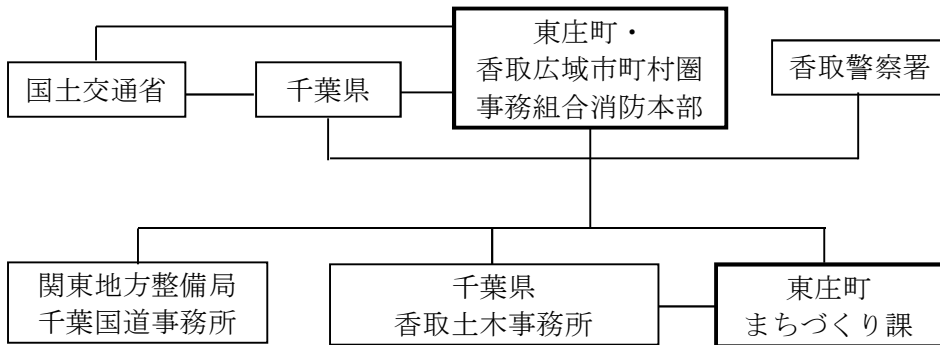 東庄町・
香取広域市町村圏
事務組合消防本部
国土交通省
千葉県
香取警察署
関東地方整備局
千葉国道事務所
千葉県
香取土木事務所
東庄町
まちづくり課